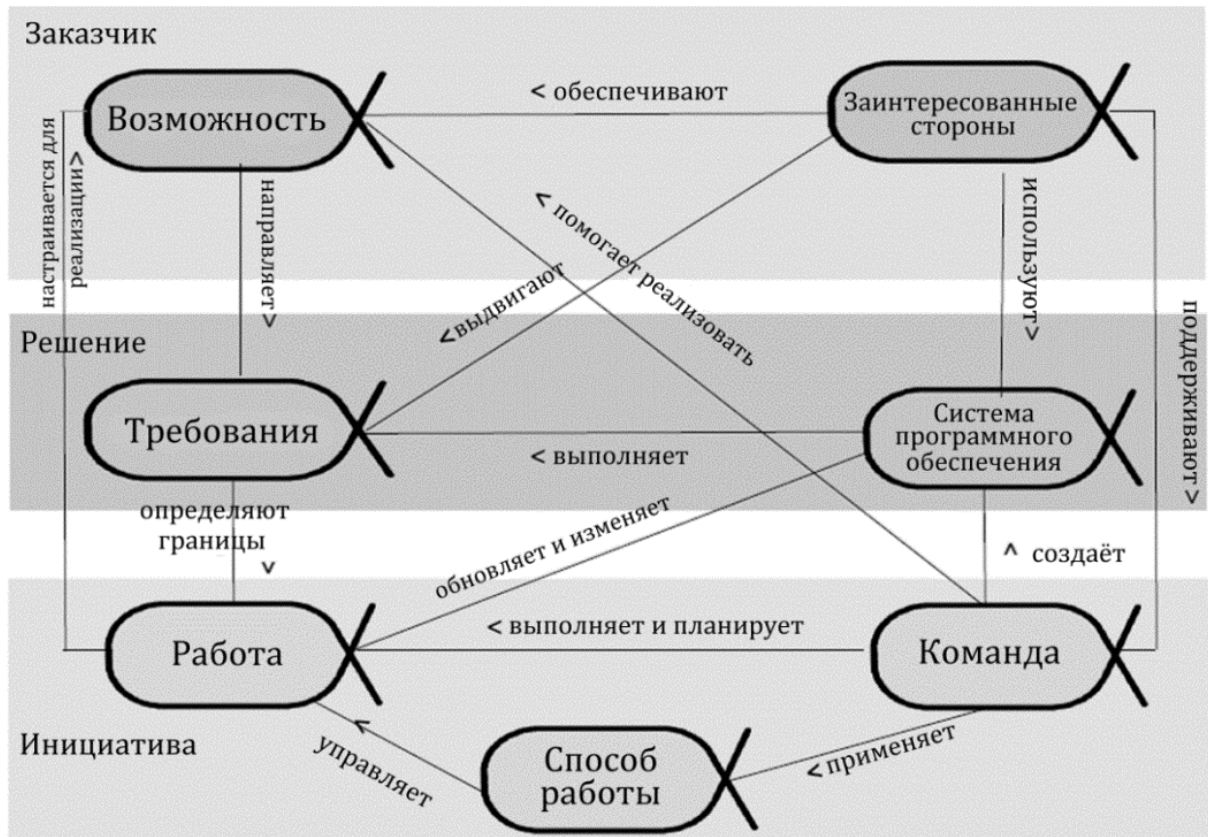 Заказчик
Возможность
< обеспечивают
Заинтересованные
стороны
настраивается для
реализации>
направляет>
< помогает реализовать
используют>
<выдвигают
поддерживают>
Решение
Требования
< выполняет
Система
программного
обеспечения
определяют
границы
<
обновляет и изменяет
< создаёт
Работа
< выполняет и планирует
Команда
Инициатива
<
управляет
Способ
работы
<применяет